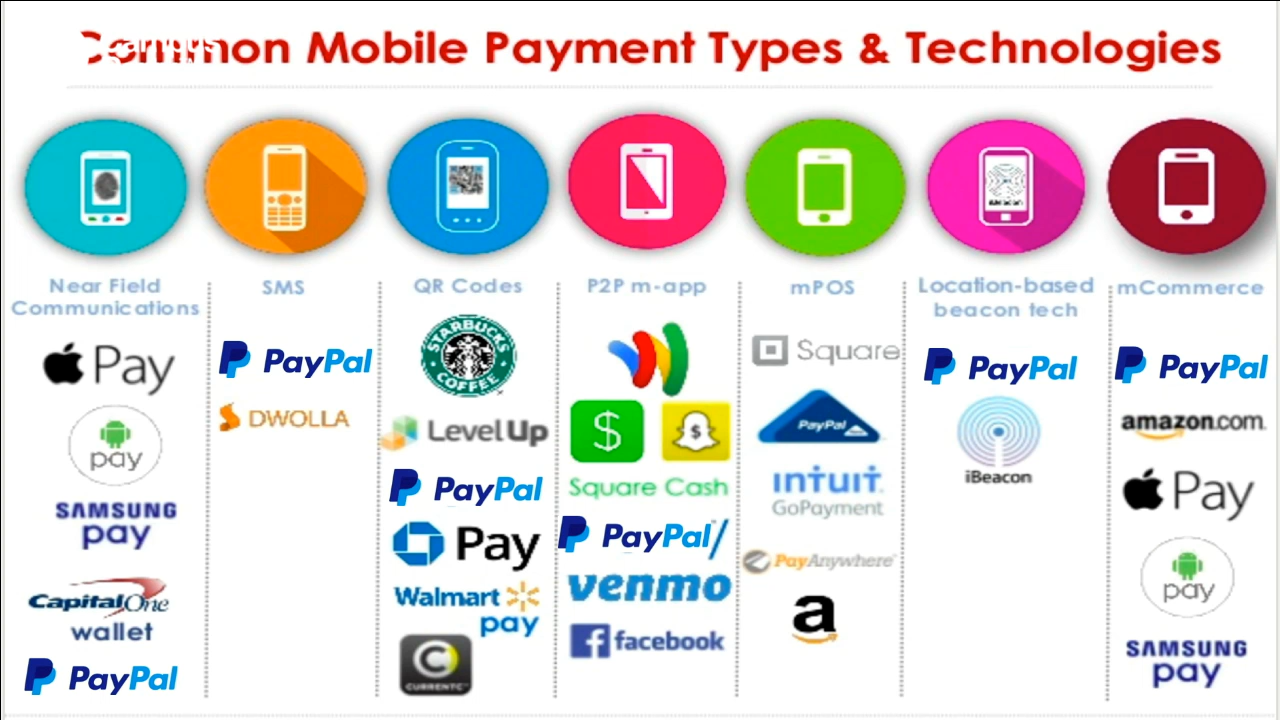 Common Mobile Payment Types & Technologies
campus
Near Field
Communications
Pay
pay
SAMSUNG
pay
CapitalOne
wallet
PayPal
SMS
PayPal
DWOLLA
QR Codes
STARBUCKS
COFFEE
LevelUp
PayPal
Pay
Walmart
pay
CURRENTC
P2P m-app
$
Square Cash
PayPal/
venmo
f facebook
mPOS
Square
PayPal
intuit
GoPayment
PayAnywhere
a
Location-based
beacon tech
PayPal
iBeacon
mCommerce
PayPal
amazon.com
Pay
pay
SAMSUNG
pay